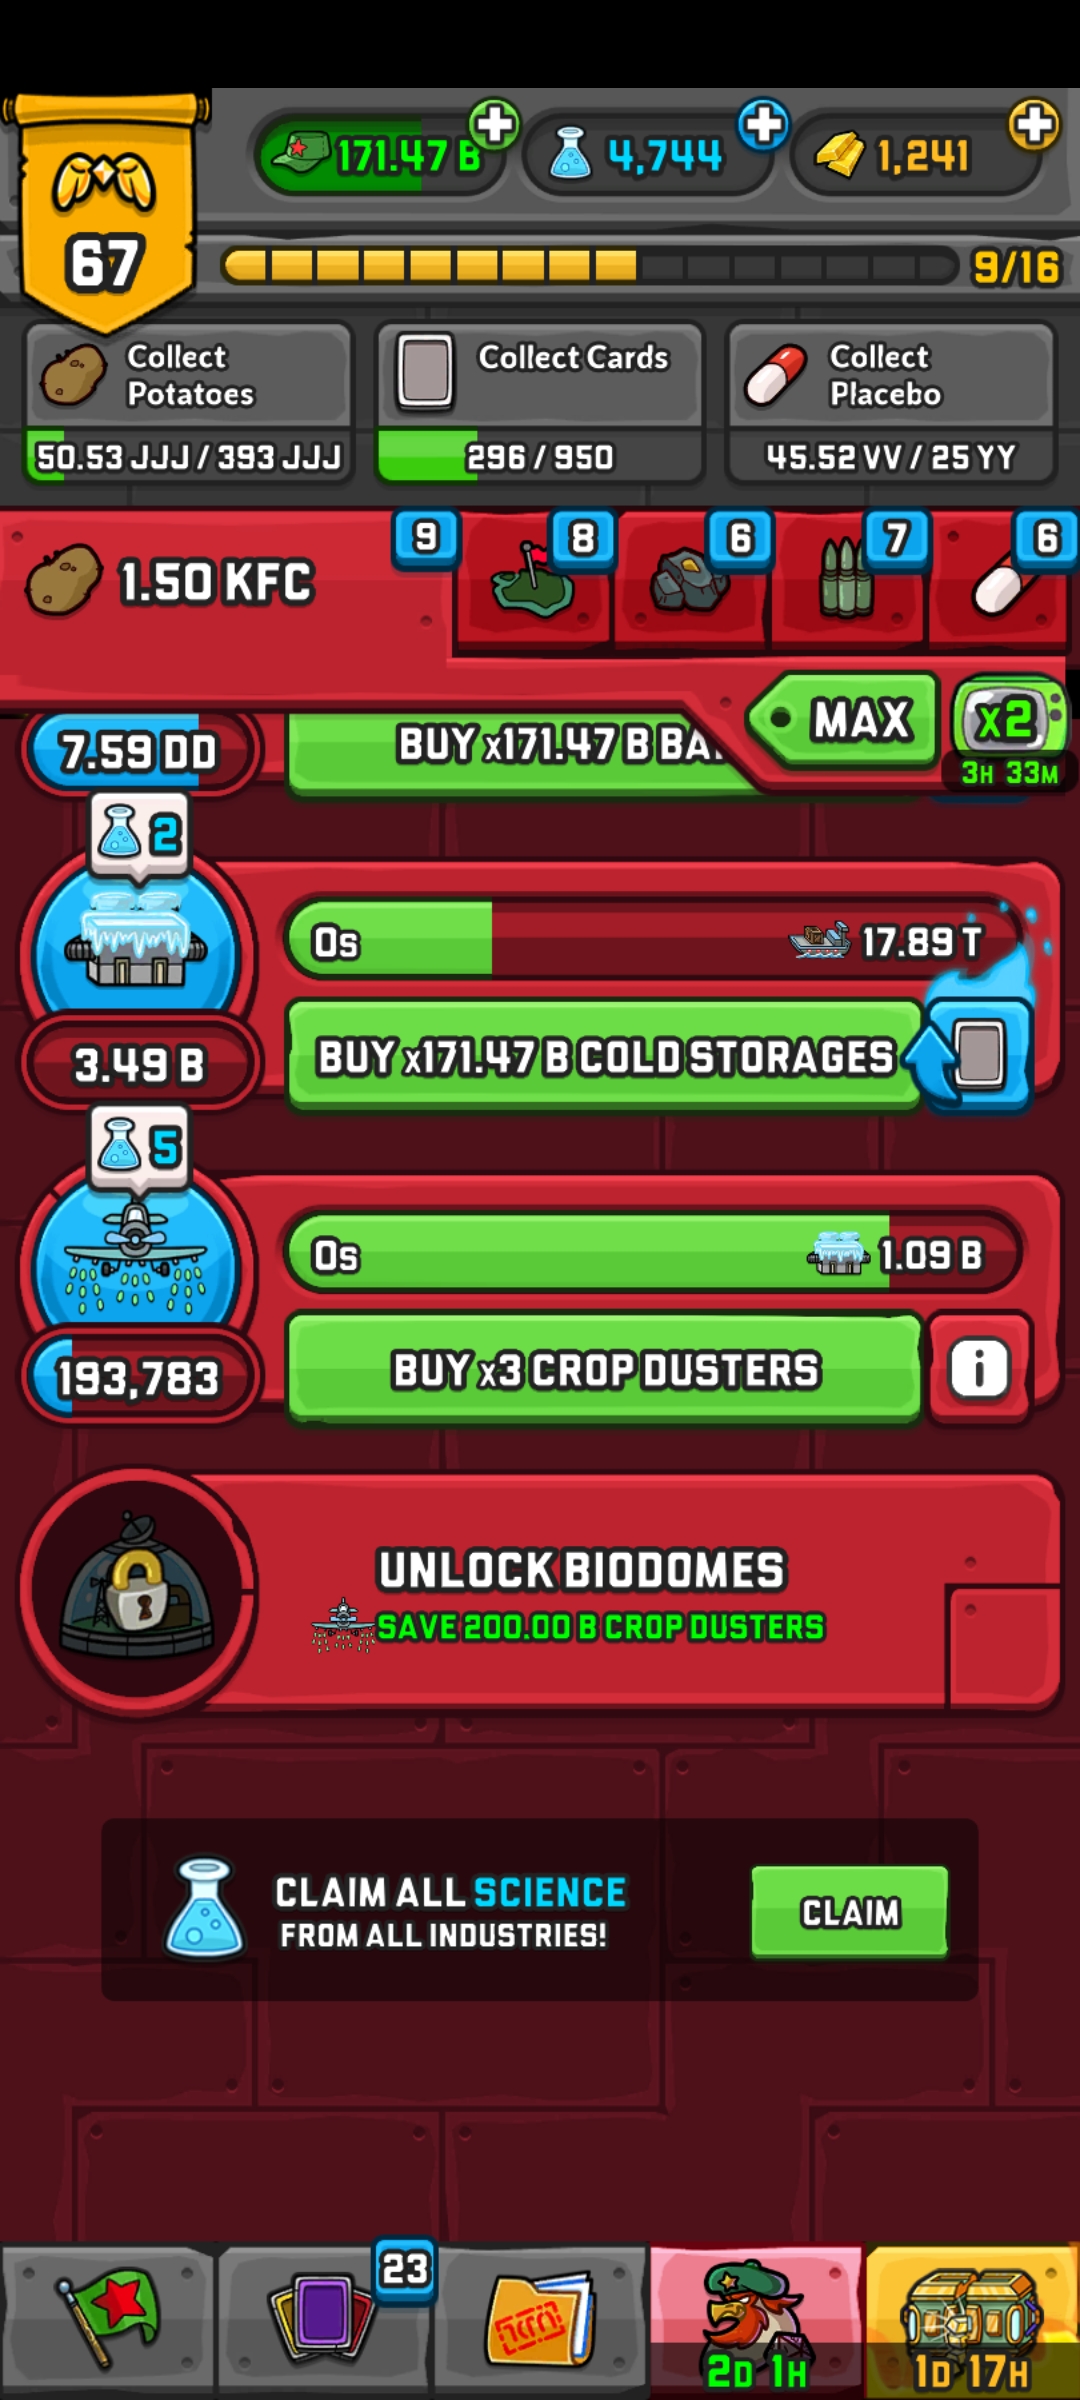 67
171.47 B
4,744
1,241
9/16
Collect
Potatoes
50.53 JJJ / 393 JJJ
Collect Cards
296 / 950
Collect
Placebo
45.52 VV / 25 YY
1.50 KFC
9
8
6
7
6
MAX
x2
3H 33M
7.59 DD
BUY x171.47 B BA
2
0s
17.89 T
3.49 B
BUY x171.47 B COLD STORAGES
5
0s
1.09 B
193,783
BUY x3 CROP DUSTERS
i
UNLOCK BIODOMES
SAVE 200.00 B CROP DUSTERS
CLAIM ALL SCIENCE
FROM ALL INDUSTRIES!
CLAIM
23
2D 1H
1D 17H